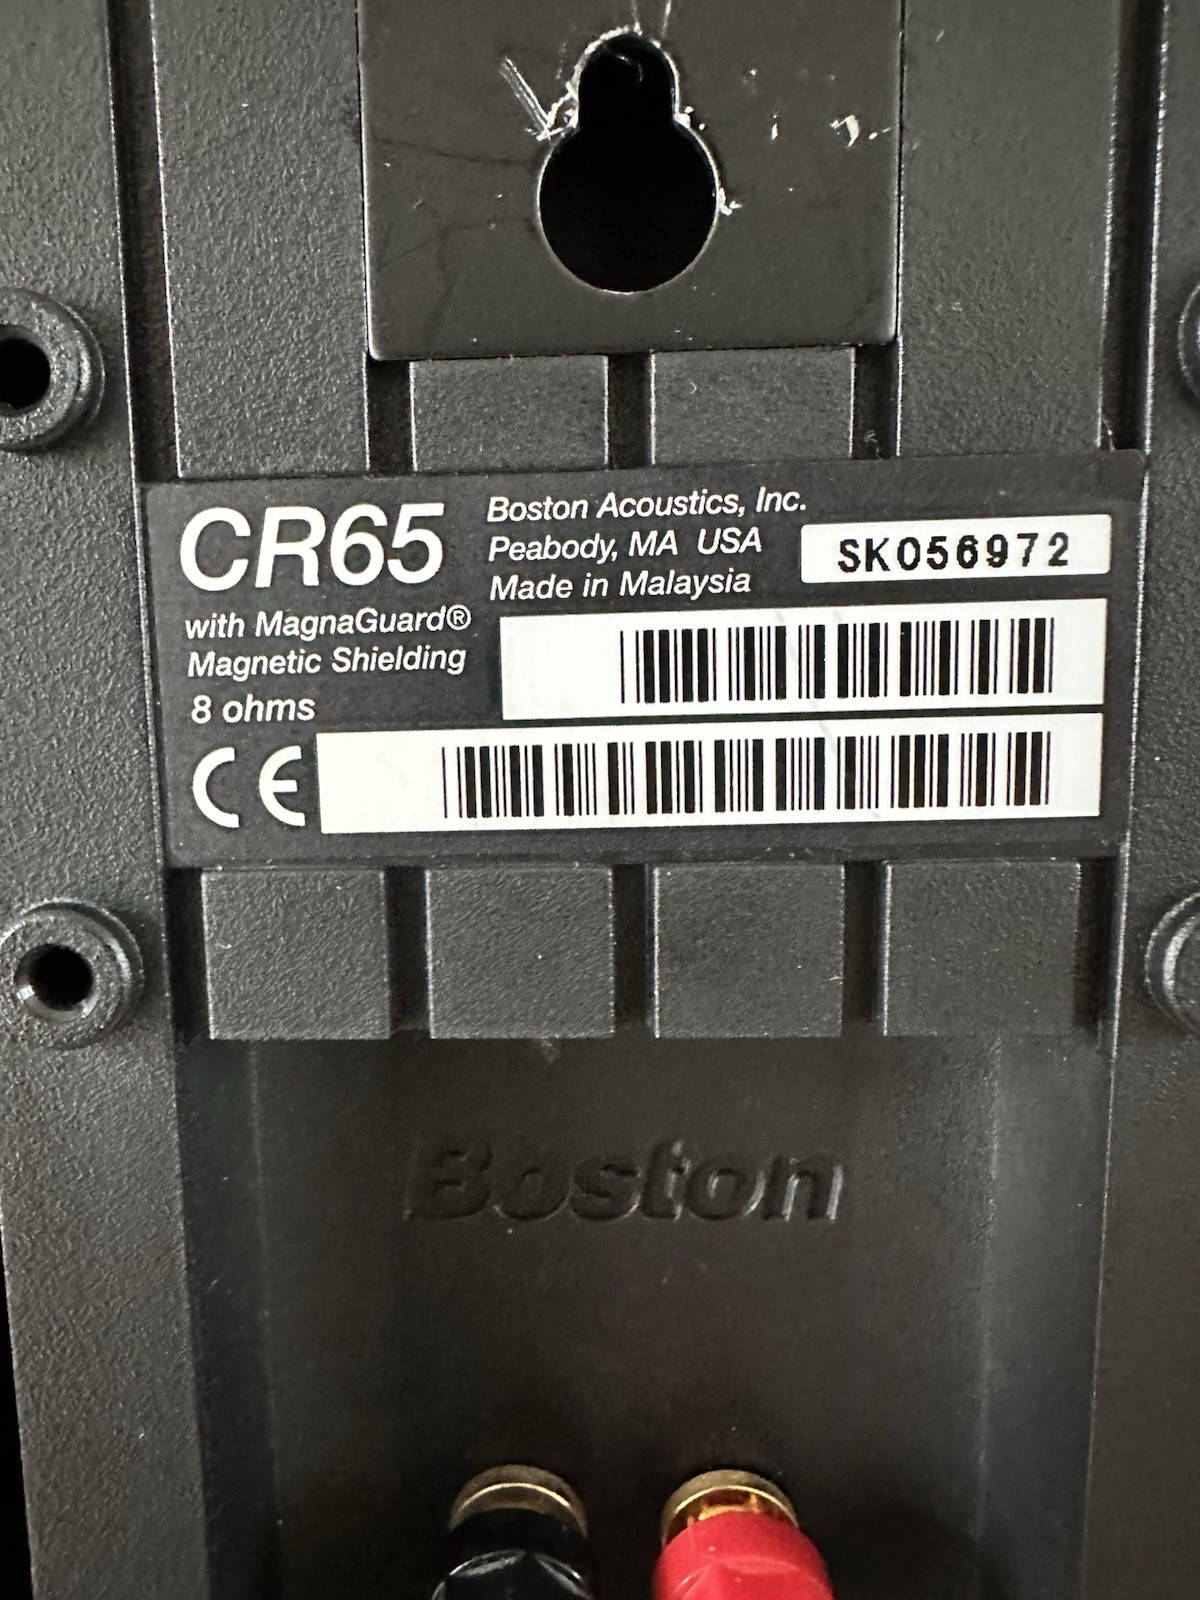 CR65
with MagnaGuard®
Magnetic Shielding
8 ohms
Boston Acoustics, Inc.
Peabody, MA USA
Made in Malaysia
SK056972
CE
Boston